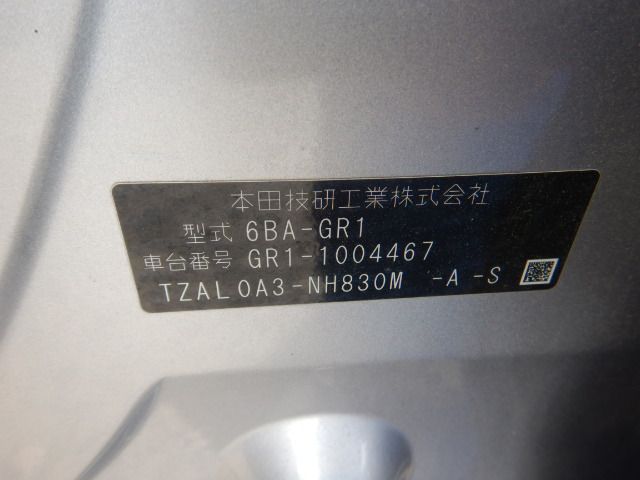 本田技研工業株式会社
型式 6BA-GR1
車台番号 GR1-1004467
TZAL0A3-NH830M -A -S